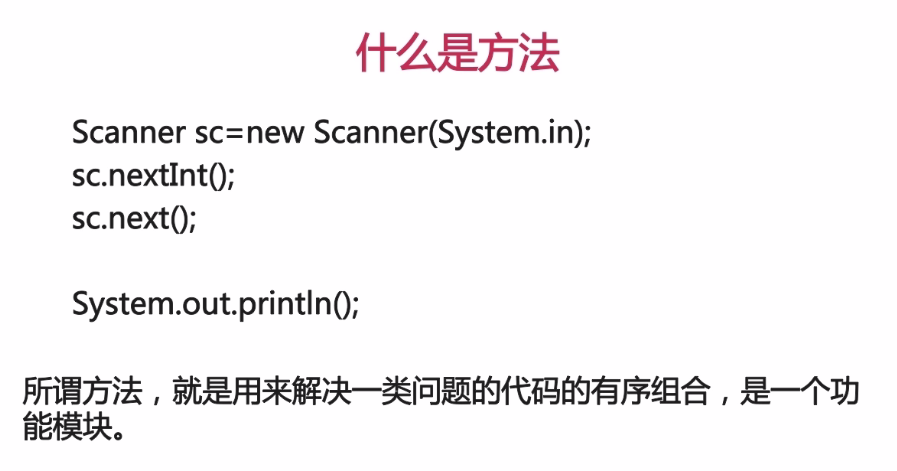 什么是方法
Scanner sc=new Scanner(System.in);
sc.nextInt();
sc.next();
System.out.println();
所谓方法，就是用来解决一类问题的代码的有序组合，是一个功
能模块。